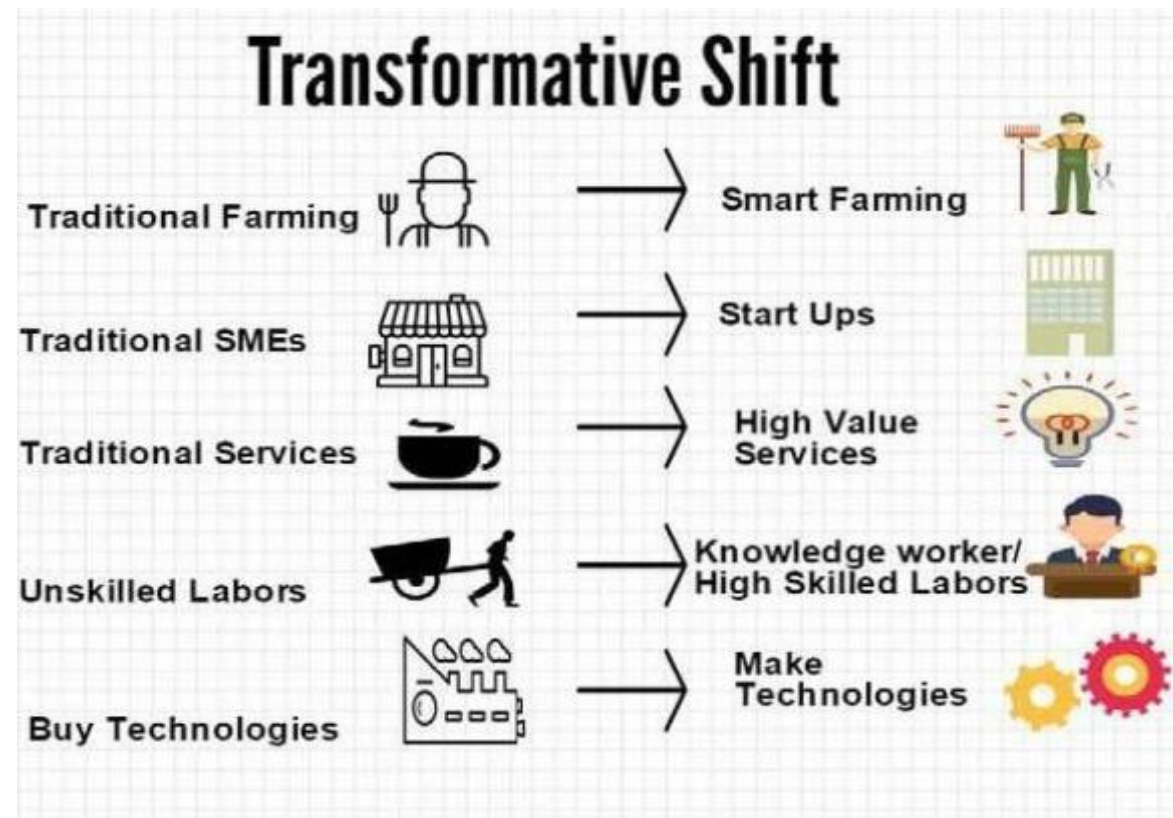 Transformative Shift
Traditional Farming
Smart Farming
Traditional SMEs
Start Ups
Traditional Services
High Value
Services
Unskilled Labors
Knowledge worker/
High Skilled Labors
Buy Technologies
Make
Technologies